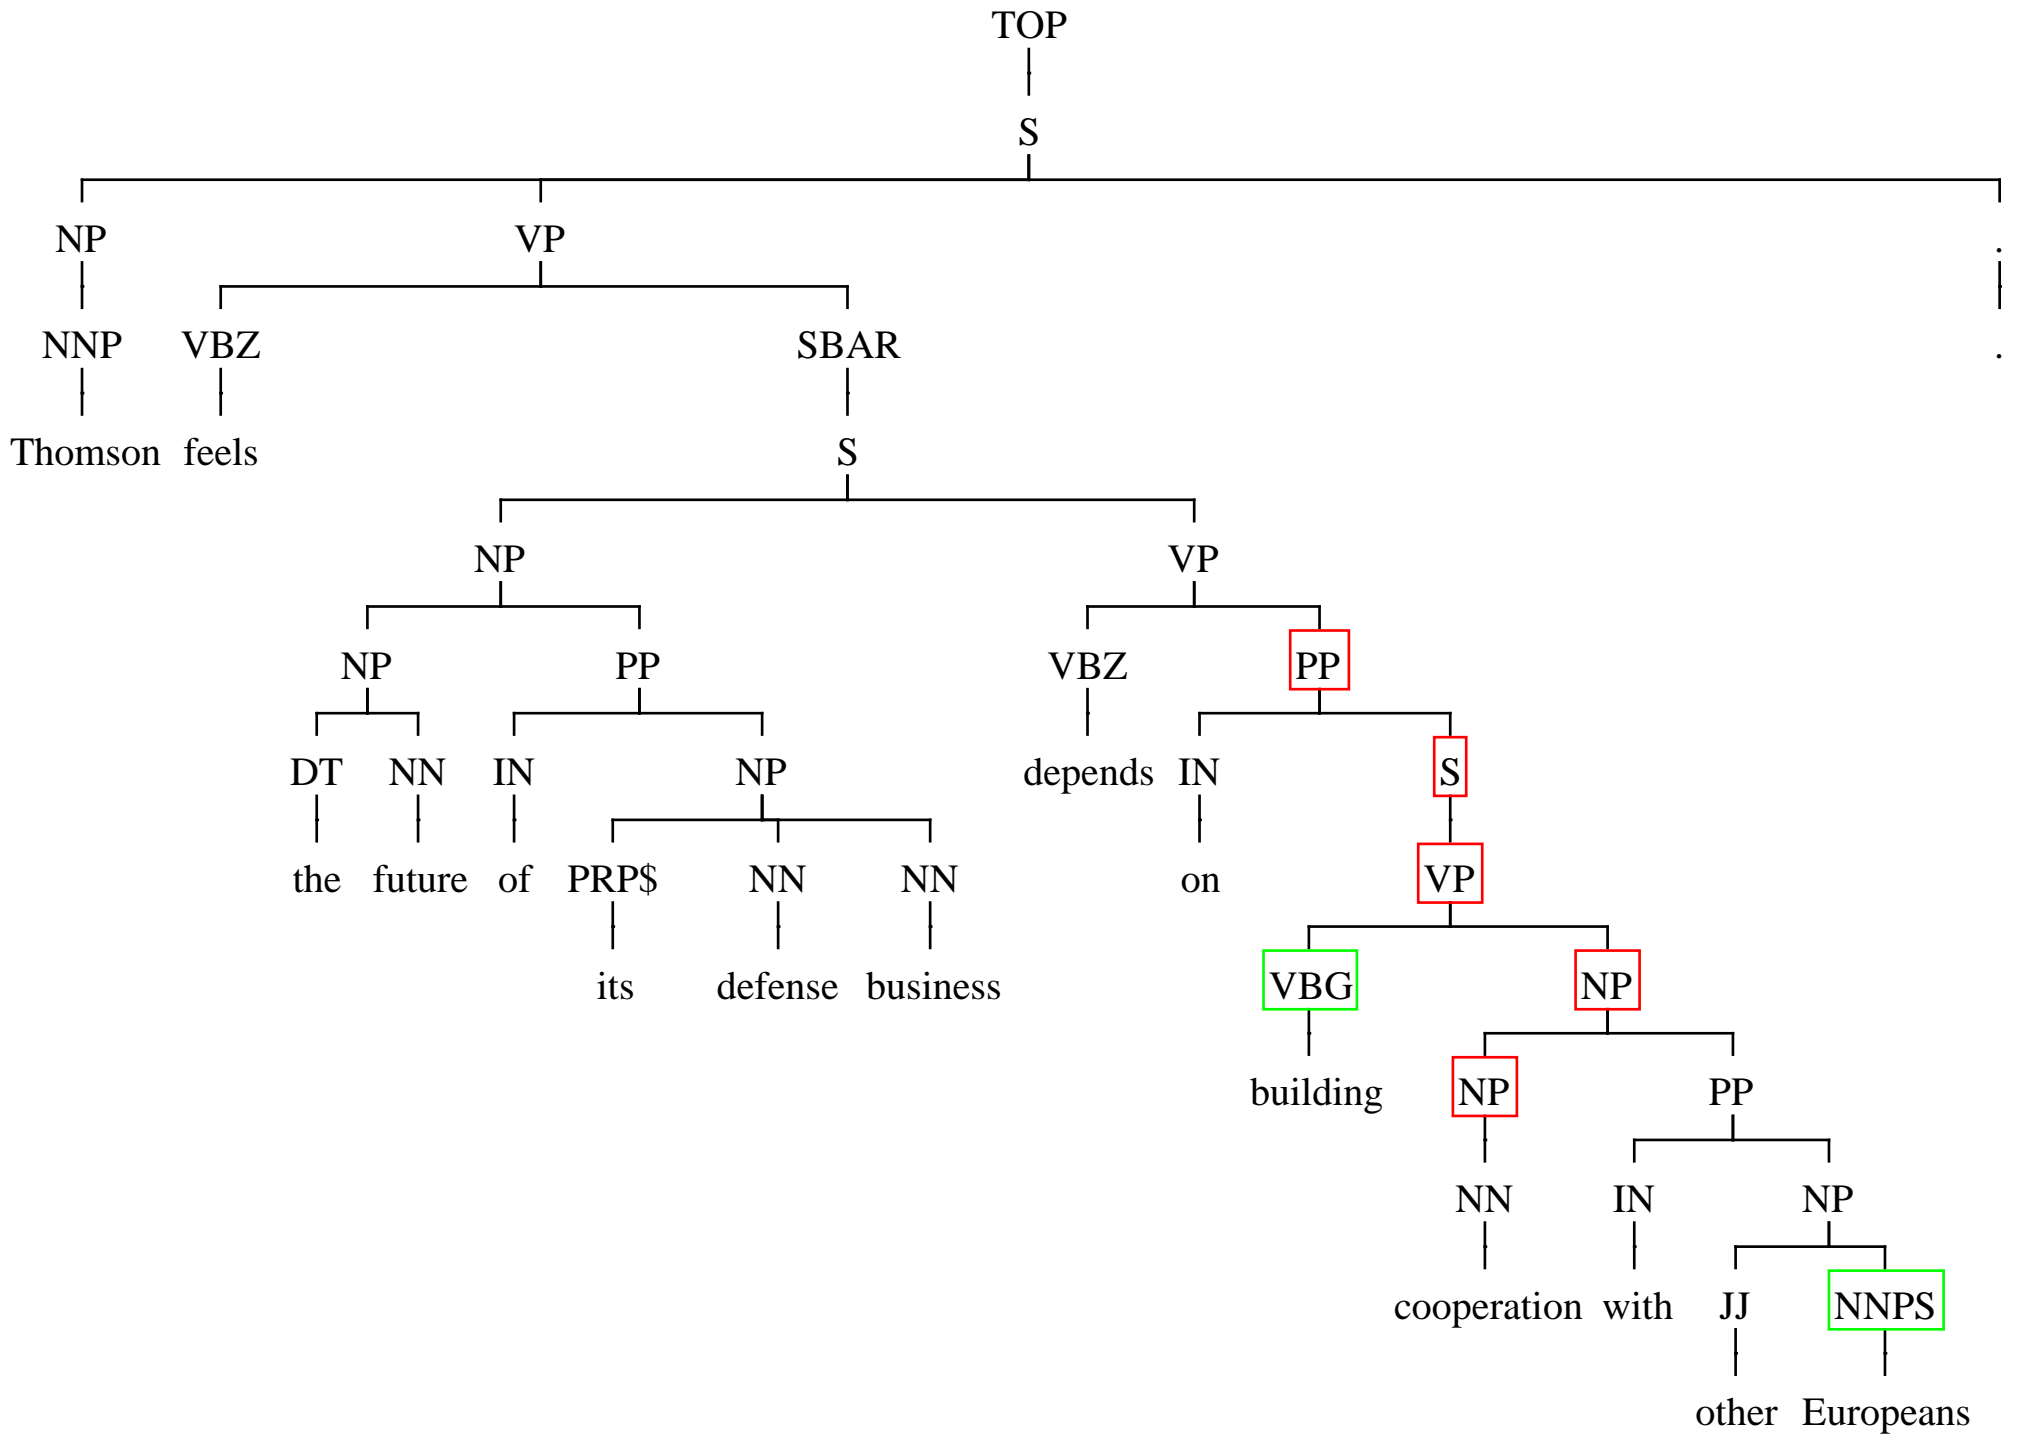 TOP
S
NP VP .
NNP VBZ SBAR .
Thomson feels S
NP VP
NP PP VBZ PP
DT NN IN NP depends IN S
the future of PRP$ NN NN on VP
its defense business VBG NP
building NP PP
NN IN NP
cooperation with JJ NNPS
other Europeans